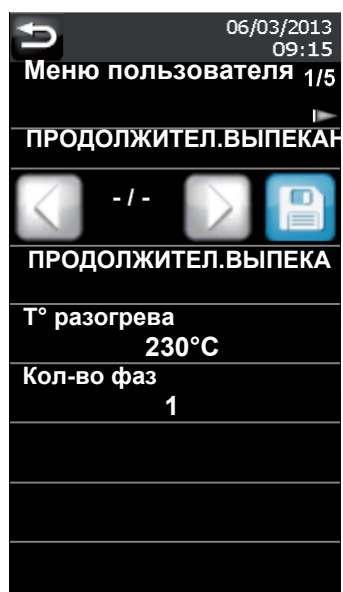 06/03/2013
09:15
Меню пользователя 1/5
ПРОДОЛЖИТЕЛ.ВЫПЕКАН
- / -
ПРОДОЛЖИТЕЛ.ВЫПЕКА
T° разогрева
230°C
Кол-во фаз
1